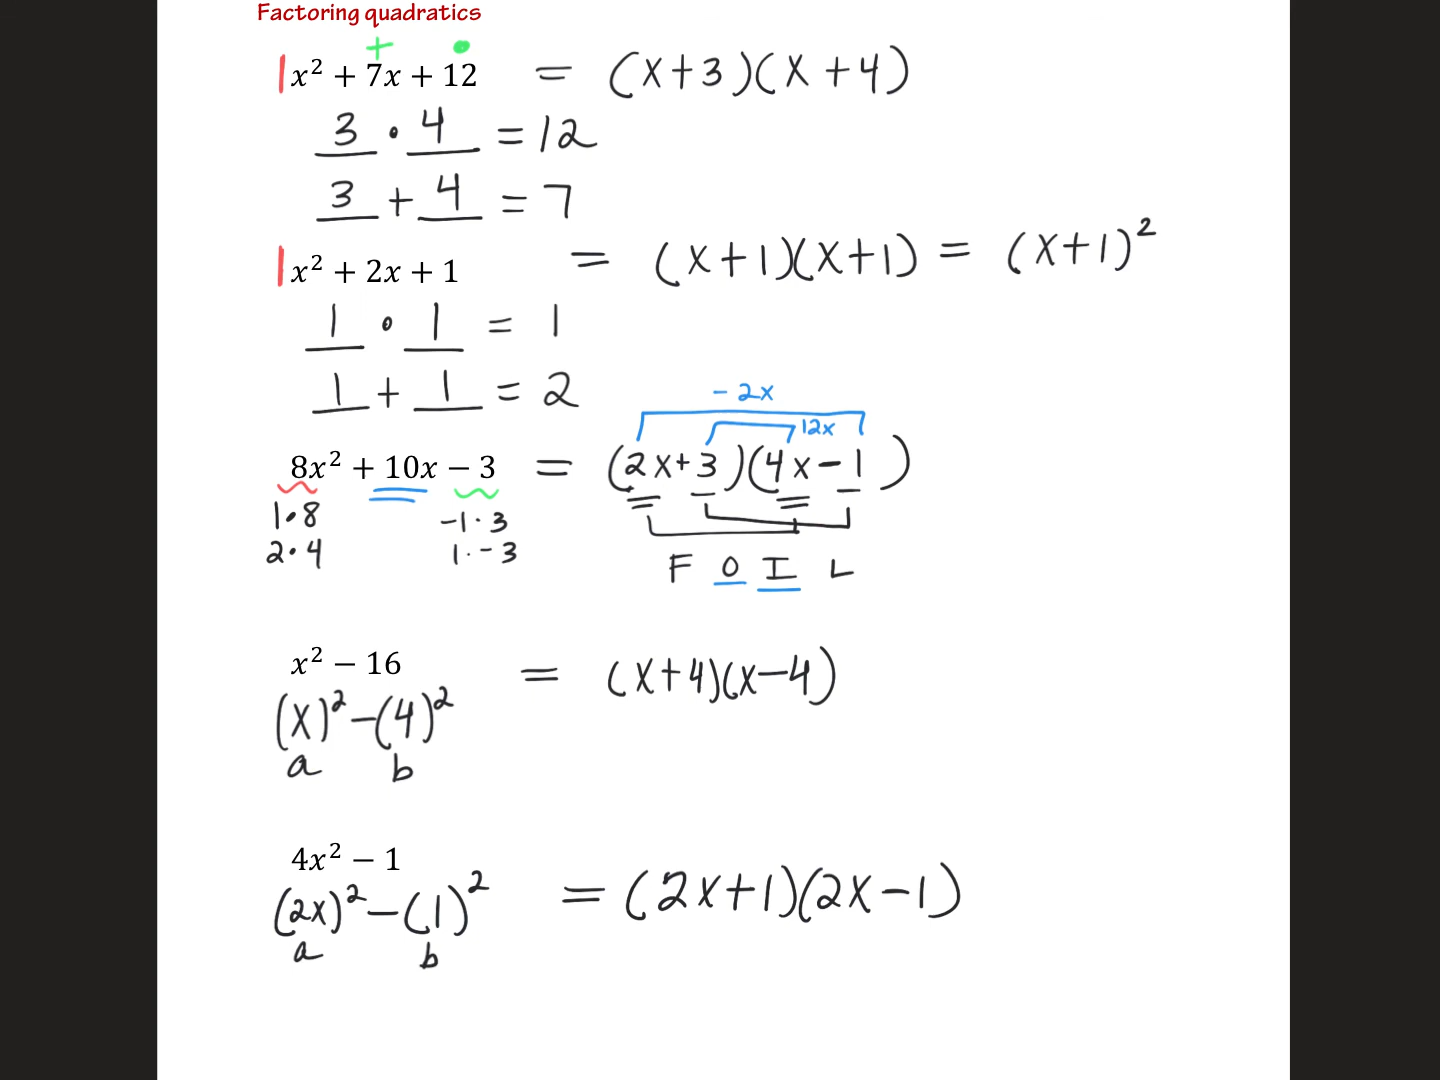 Factoring quadratics
+ •
1x² + 7x + 12 = (x+3)(x+4)
3 · 4 = 12
3 + 4 = 7
1x² + 2x + 1 = (x+1)(x+1) = (x+1)²
1 · 1 = 1
1 + 1 = 2
-2x
12x
8x² + 10x − 3 = (2x+3)(4x-1)
1·8 -1·3
2·4 1·-3
F O I L
x² − 16 = (x+4)(x-4)
(x)² - (4)²
a b
4x² − 1 = (2x+1)(2x-1)
(2x)² - (1)²
a b